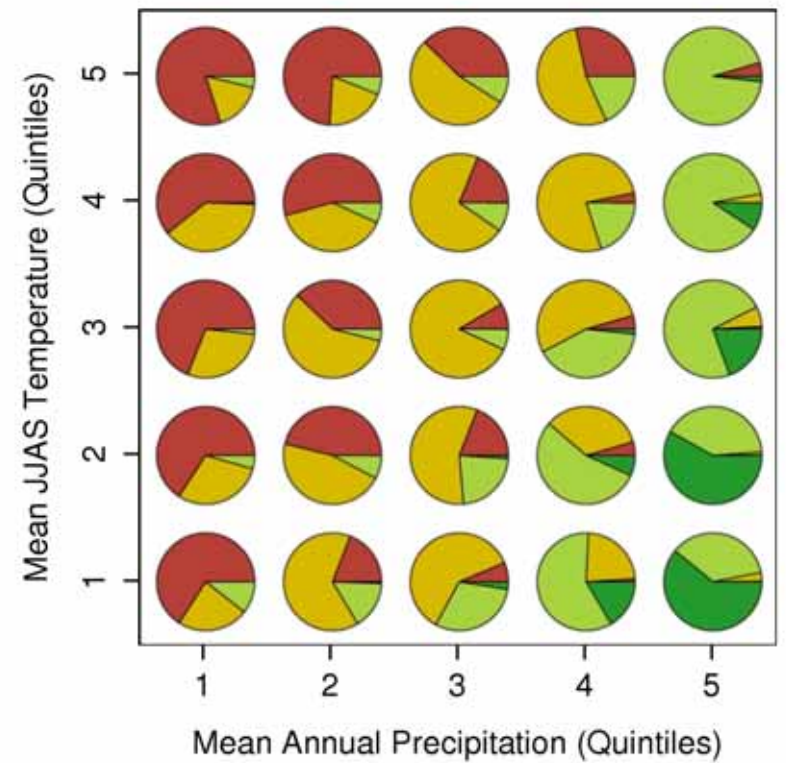 Mean JJAS Temperature (Quintiles)
5
4
3
2
1
1 2 3 4 5
Mean Annual Precipitation (Quintiles)